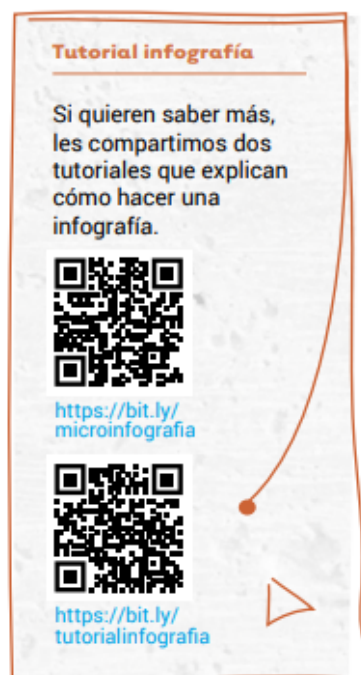 Tutorial infografía
Si quieren saber más,
les compartimos dos
tutoriales que explican
cómo hacer una
infografía.
https://bit.ly/
microinfografia
https://bit.ly/
tutorialinfografia